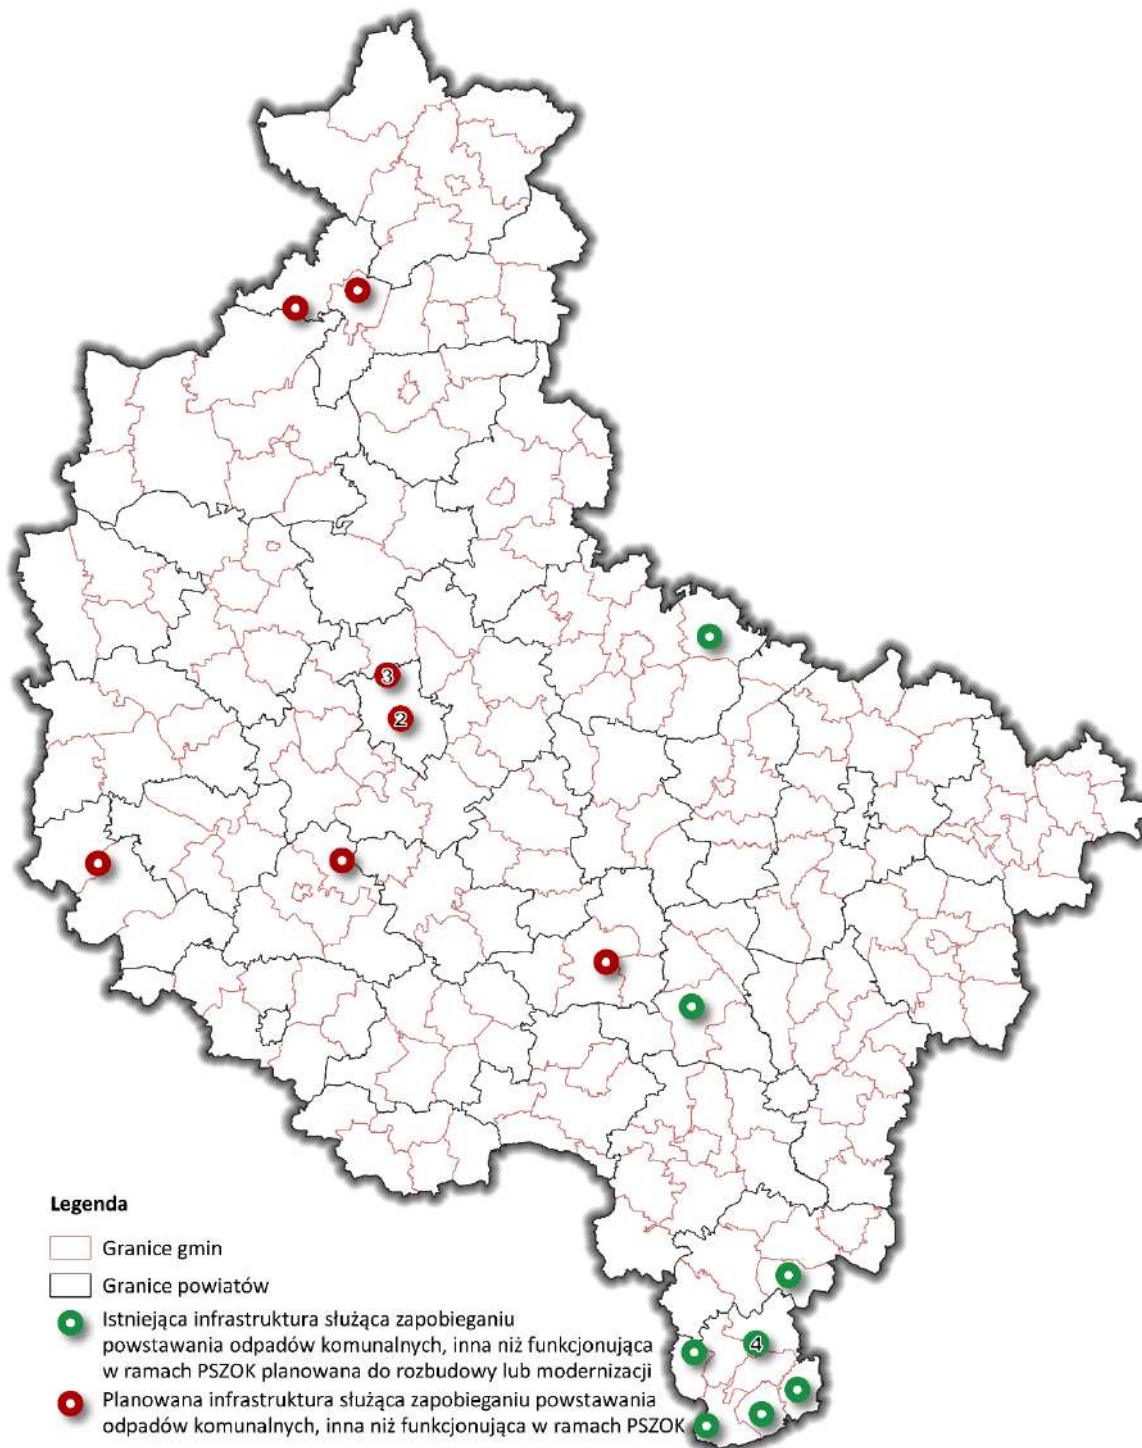 3
2
4
Legenda
Granice gmin
Granice powiatów
Istniejąca infrastruktura służąca zapobieganiu
powstawania odpadów komunalnych, inna niż funkcjonująca
w ramach PSZOK planowana do rozbudowy lub modernizacji
Planowana infrastruktura służąca zapobieganiu powstawania
odpadów komunalnych, inna niż funkcjonująca w ramach PSZOK